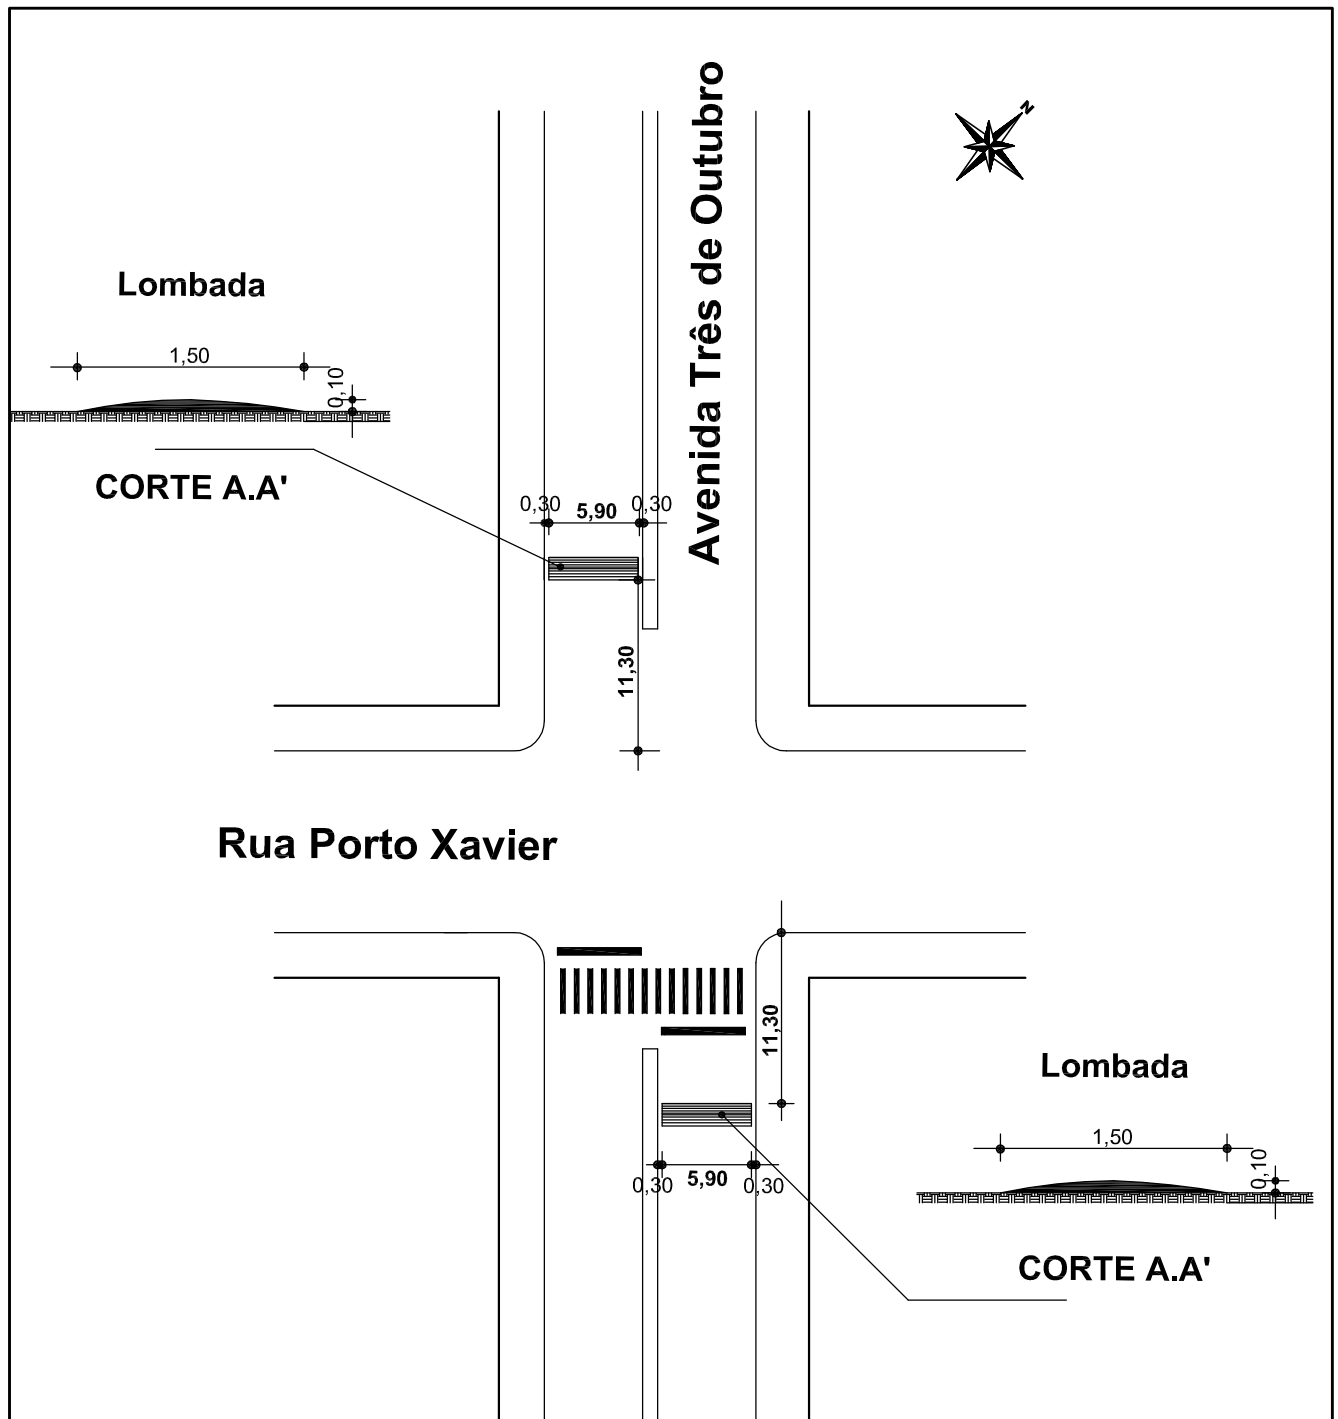 Avenida Três de Outubro
N
Lombada
1,50
0,10
CORTE A.A'
0,30 5,90 0,30
11,30
Rua Porto Xavier
11,30
Lombada
1,50
0,10
0,30 5,90 0,30
CORTE A.A'